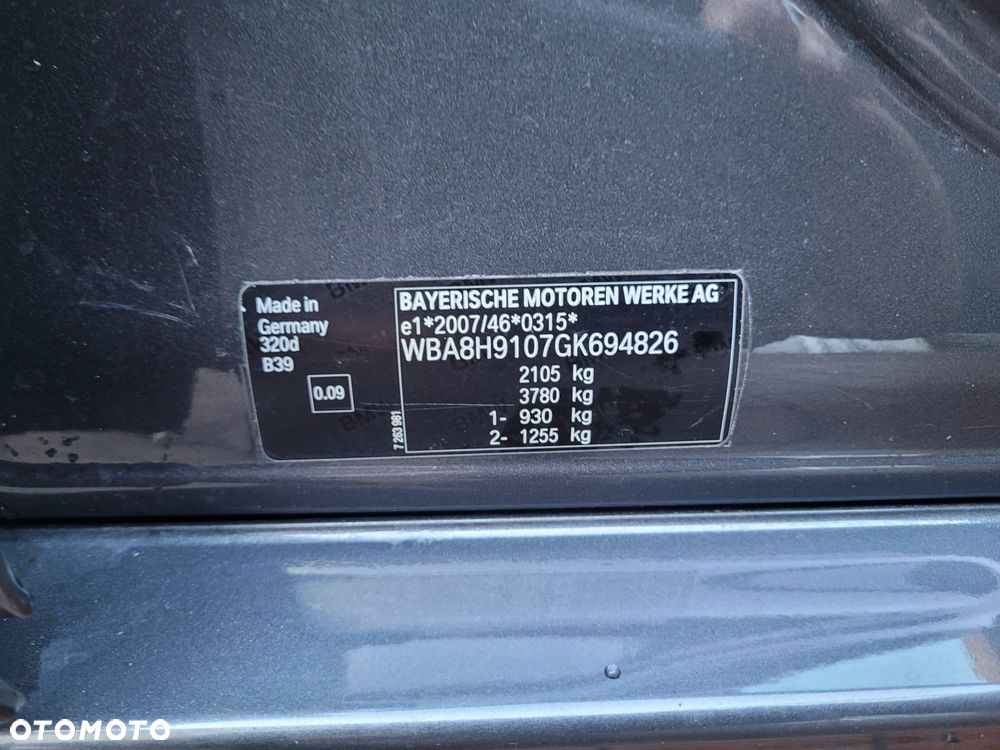 Made in
Germany
320d
B39
0.09
7 263 981
BAYERISCHE MOTOREN WERKE AG
e1*2007/46*0315*
WBA8H9107GK694826
2105 kg
3780 kg
1- 930 kg
2- 1255 kg
OTOMOTO